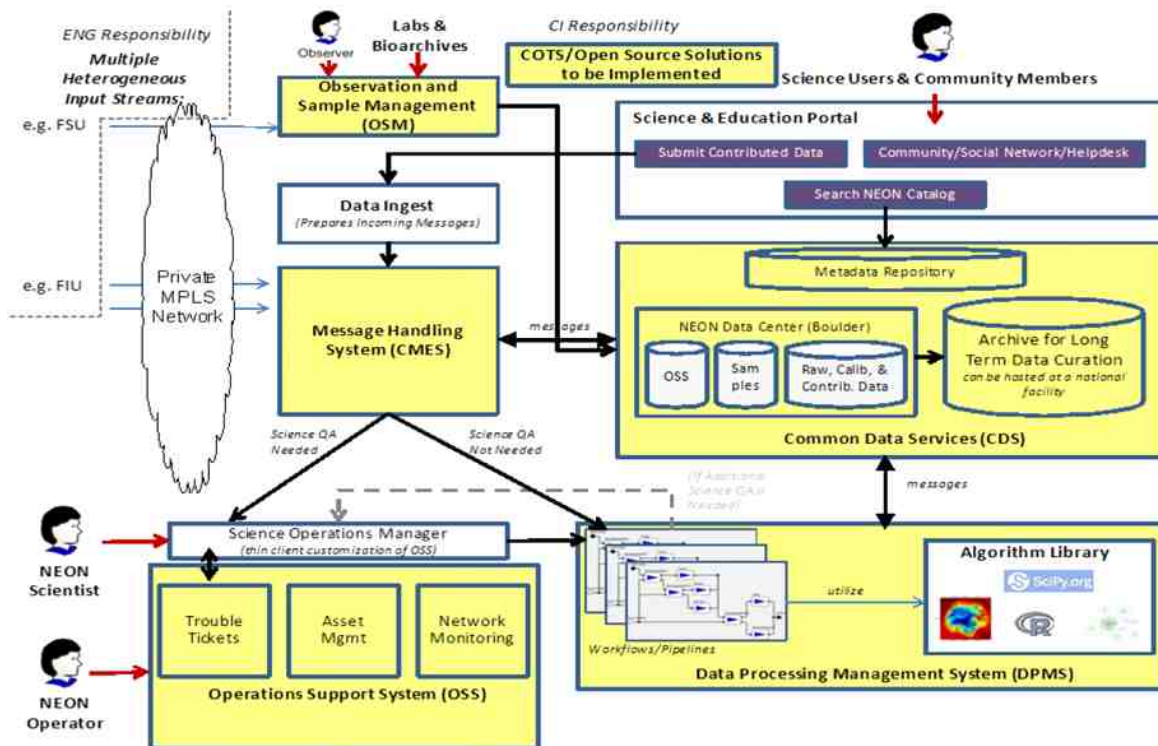 ENG Responsibility
Multiple
Heterogeneous
Input Streams:
e.g. FSU
e.g. FIU
Private
MPLS
Network
Observer
Labs &
Bioarchives
CI Responsibility
COTS/Open Source Solutions
to be Implemented
Science Users & Community Members
Observation and
Sample Management
(OSM)
Science & Education Portal
Submit Contributed Data
Community/Social Network/Helpdesk
Search NEON Catalog
Data Ingest
(Prepares Incoming Messages)
Message Handling
System (CMES)
messages
Metadata Repository
NEON Data Center (Boulder)
OSS
Sam
ples
Raw, Calib, &
Contrib. Data
Archive for Long
Term Data Curation
can be hosted at a national
facility
Common Data Services (CDS)
Science QA
Needed
Science QA
Not Needed
(If Additional
Science QA is
Needed)
messages
NEON
Scientist
Science Operations Manager
(thin client customization of OSS)
Trouble
Tickets
Asset
Mgmt
Network
Monitoring
Operations Support System (OSS)
NEON
Operator
Workflows/Pipelines
utilize
Algorithm Library
SciPy.org
R
Data Processing Management System (DPMS)